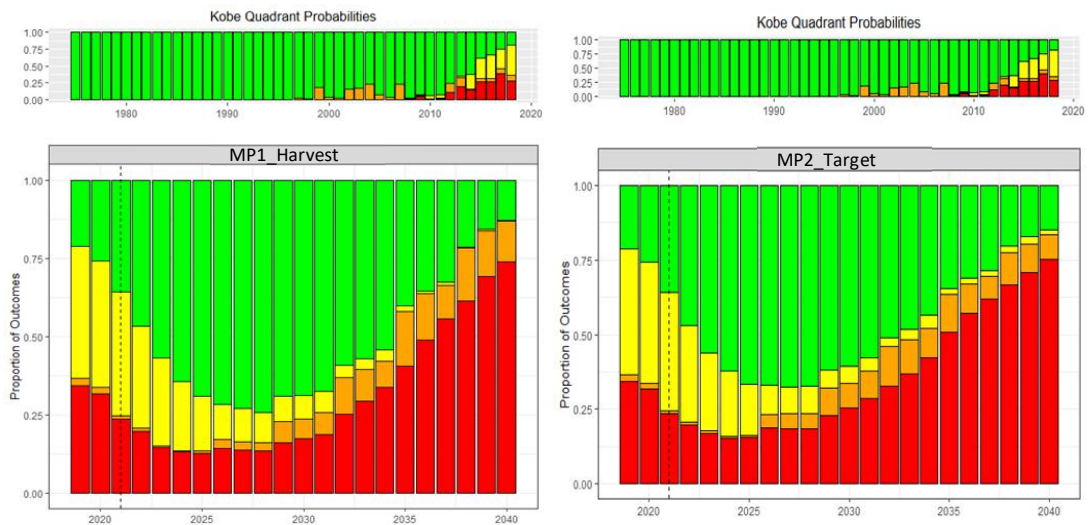 Kobe Quadrant Probabilities
1.00
0.75
0.50
0.25
0.00
1980 1990 2000 2010 2020
MP1_Harvest
Proportion of Outcomes
1.00
0.75
0.50
0.25
0.00
2020 2025 2030 2035 2040
Kobe Quadrant Probabilities
1.00
0.75
0.50
0.25
0.00
1980 1990 2000 2010 2020
MP2_Target
Proportion of Outcomes
1.00
0.75
0.50
0.25
0.00
2020 2025 2030 2035 2040